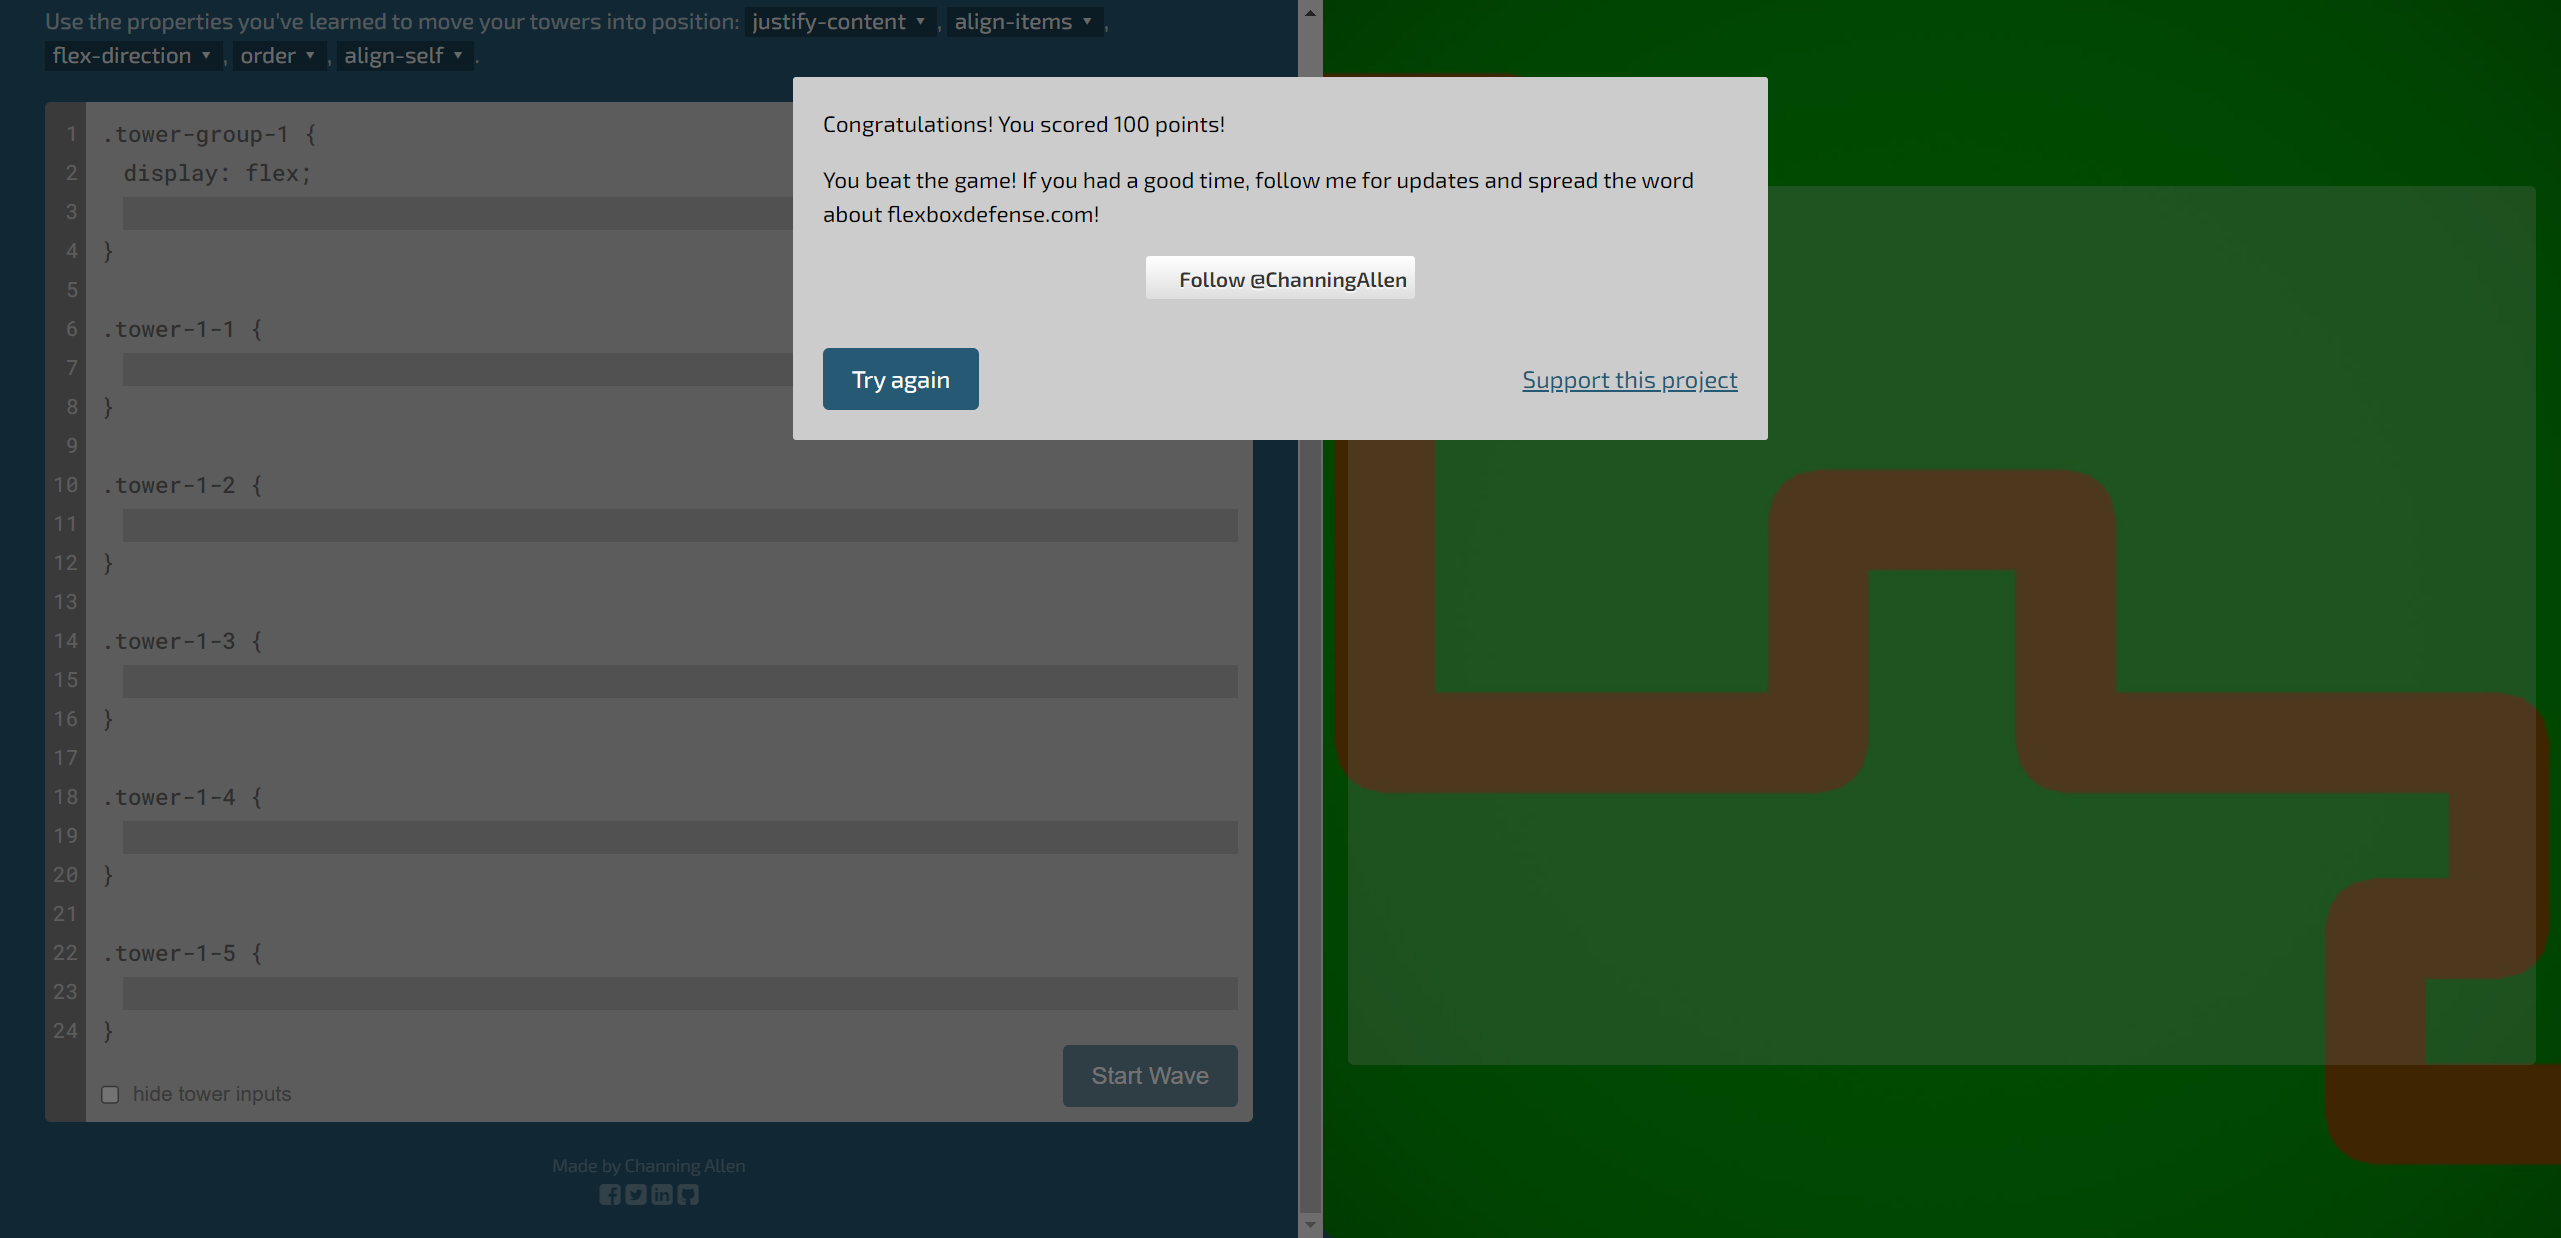 Use the properties you've learned to move your towers into position: justify-content ▼, align-items ▼,
flex-direction ▼, order ▼, align-self ▼.
1 .tower-group-1 {
2 display: flex;
3
4 }
5
6 .tower-1-1 {
7
8 }
9
10 .tower-1-2 {
11
12 }
13
14 .tower-1-3 {
15
16 }
17
18 .tower-1-4 {
19
20 }
21
22 .tower-1-5 {
23
24 }
hide tower inputs
Start Wave
Made by Channing Allen
Congratulations! You scored 100 points!
You beat the game! If you had a good time, follow me for updates and spread the word
about flexboxdefense.com!
Follow @ChanningAllen
Try again
Support this project